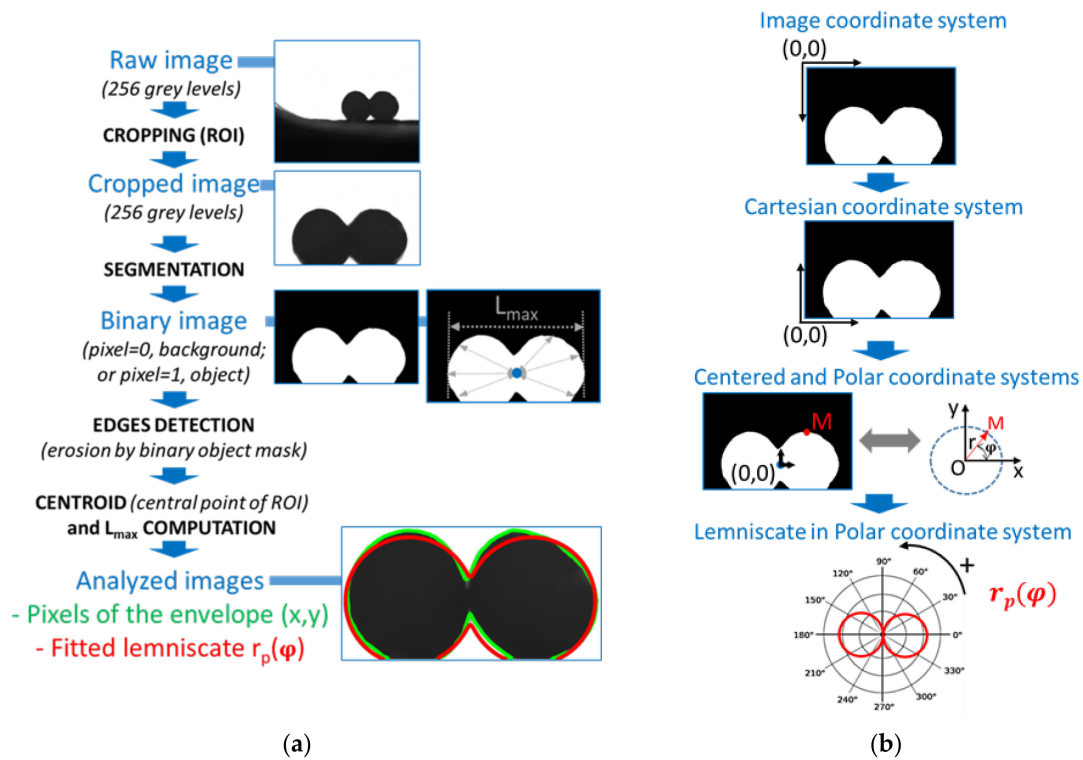 Raw image
(256 grey levels)
CROPPING (ROI)
Cropped image
(256 grey levels)
SEGMENTATION
Binary image
(pixel=0, background;
or pixel=1, object)
Lmax
EDGES DETECTION
(erosion by binary object mask)
CENTROID (central point of ROI)
and Lmax COMPUTATION
Analyzed images
- Pixels of the envelope (x,y)
- Fitted lemniscate rp(φ)
(a)
Image coordinate system
(0,0)
Cartesian coordinate system
(0,0)
Centered and Polar coordinate systems
M
(0,0)
y
M
r
φ
O
x
Lemniscate in Polar coordinate system
+
rp(φ)
90°
120°
60°
150°
30°
180°
0°
210°
330°
240°
300°
270°
(b)